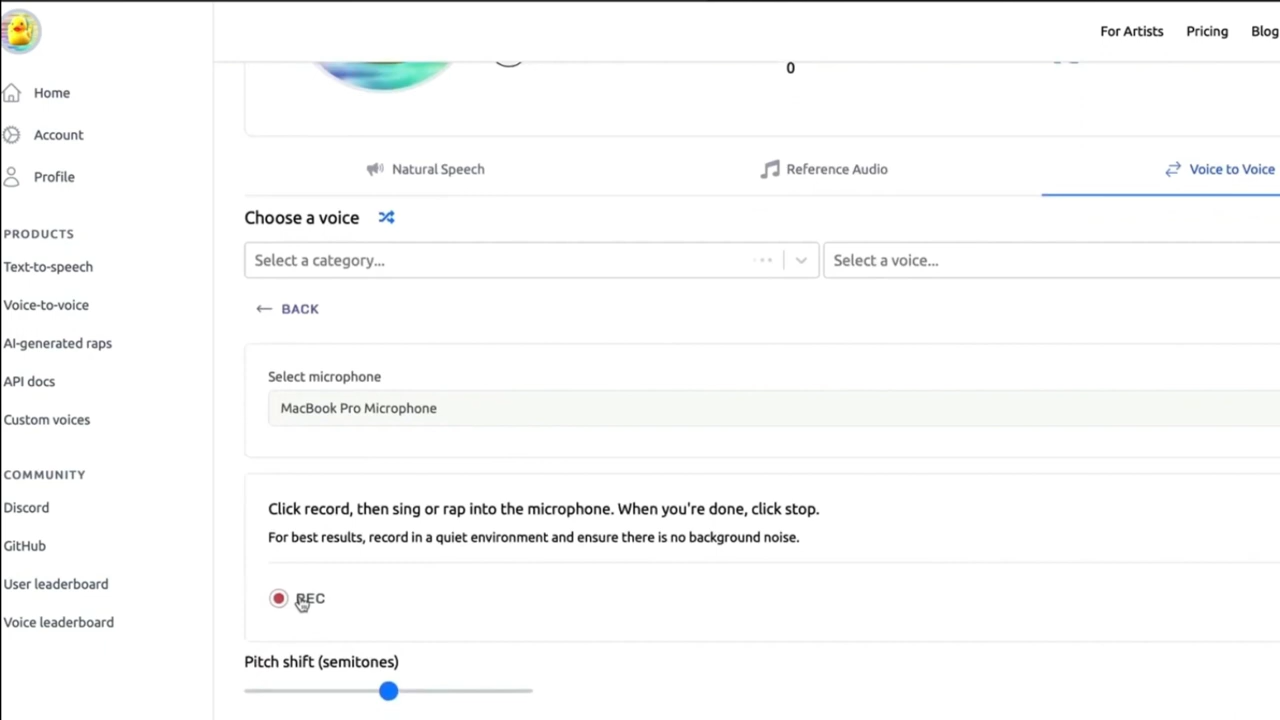 For Artists Pricing Blog
Home
Account
Profile
PRODUCTS
Text-to-speech
Voice-to-voice
AI-generated raps
API docs
Custom voices
COMMUNITY
Discord
GitHub
User leaderboard
Voice leaderboard
0
Natural Speech Reference Audio Voice to Voice
Choose a voice
Select a category... Select a voice...
BACK
Select microphone
MacBook Pro Microphone
Click record, then sing or rap into the microphone. When you're done, click stop.
For best results, record in a quiet environment and ensure there is no background noise.
REC
Pitch shift (semitones)